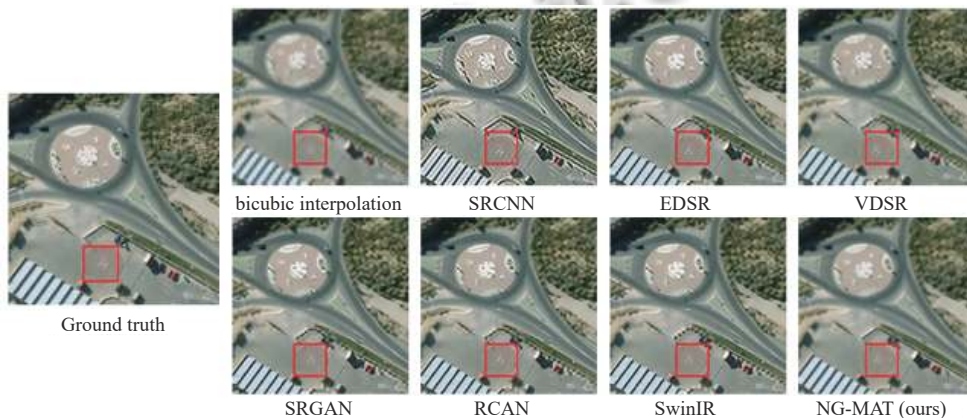 bicubic interpolation SRCNN EDSR VDSR
Ground truth
SRGAN RCAN SwinIR NG-MAT (ours)